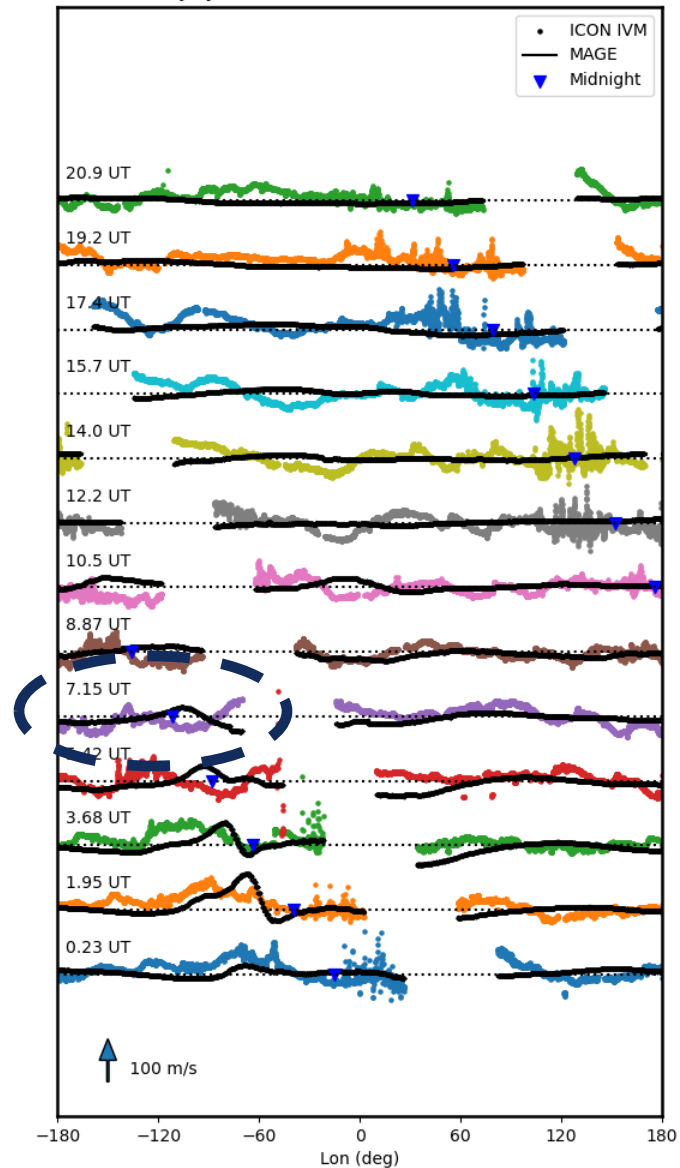 ICON IVM
MAGE
Midnight
20.9 UT
19.2 UT
17.4 UT
15.7 UT
14.0 UT
12.2 UT
10.5 UT
8.87 UT
7.15 UT
.42 UT
3.68 UT
1.95 UT
0.23 UT
100 m/s
−180 −120 −60 0 60 120 180
Lon (deg)